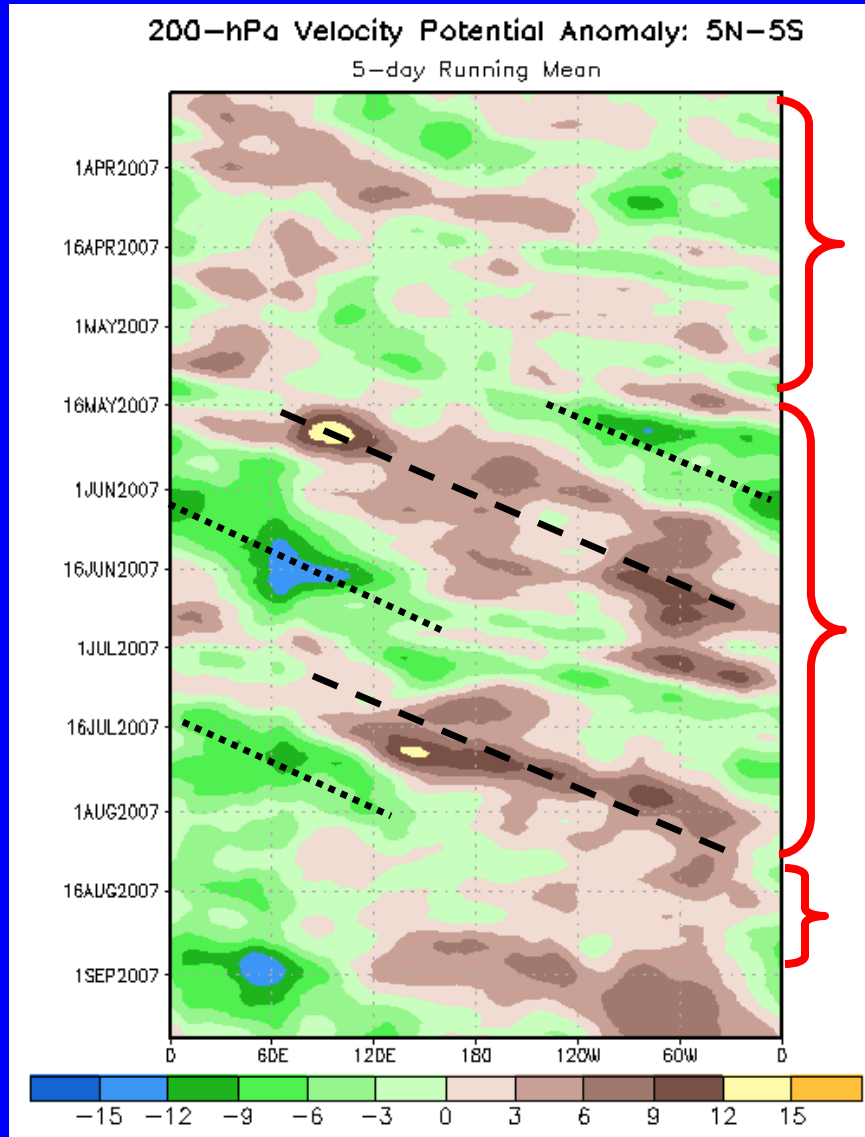 200-hPa Velocity Potential Anomaly: 5N-5S
5-day Running Mean
1APR2007
16APR2007
1MAY2007
16MAY2007
1JUN2007
16JUN2007
1JUL2007
16JUL2007
1AUG2007
16AUG2007
1SEP2007
0 60E 120E 180 120W 60W 0
-15 -12 -9 -6 -3 0 3 6 9 12 15